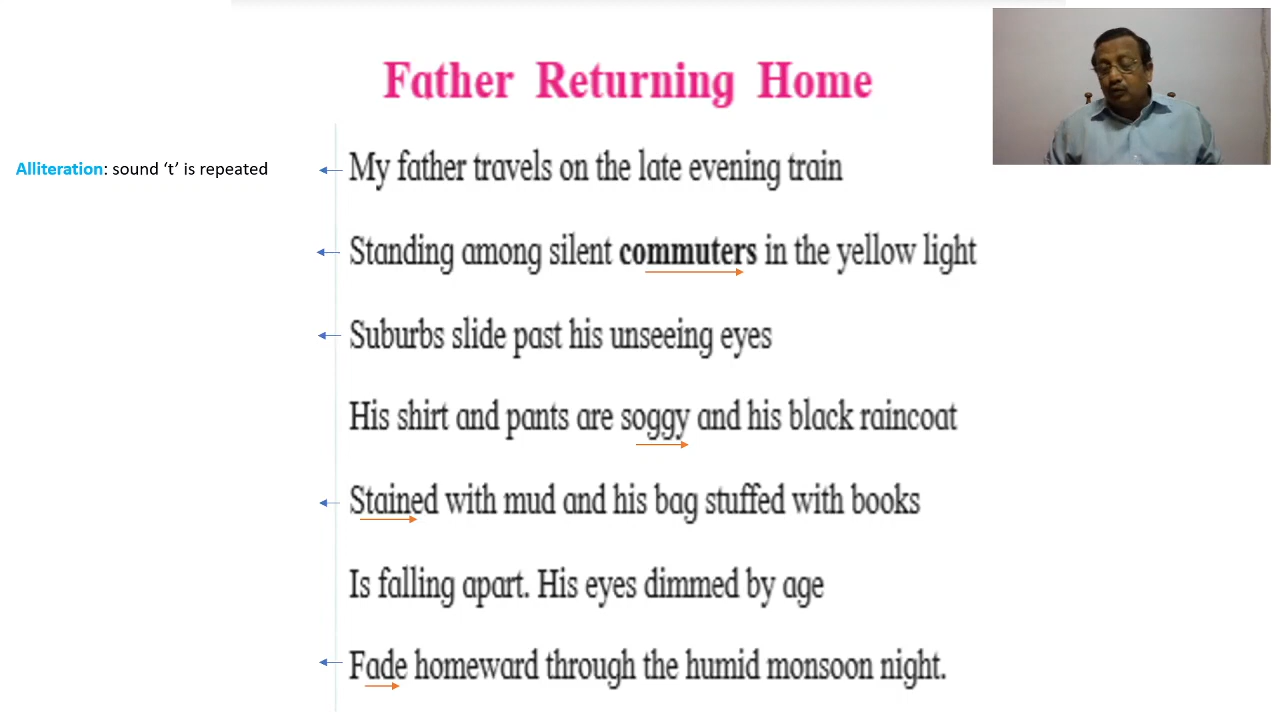 Father Returning Home
Alliteration: sound ‘t’ is repeated
My father travels on the late evening train
Standing among silent commuters in the yellow light
Suburbs slide past his unseeing eyes
His shirt and pants are soggy and his black raincoat
Stained with mud and his bag stuffed with books
Is falling apart. His eyes dimmed by age
Fade homeward through the humid monsoon night.